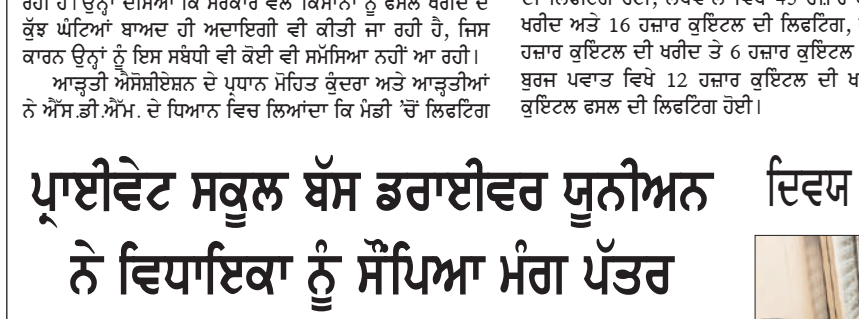 ਰਹੀ ਹੈ। ਉਨ੍ਹਾਂ ਦੱਸਿਆ ਕਿ ਸਰਕਾਰ ਵੱਲੋਂ ਕਿਸਾਨਾਂ ਨੂੰ ਫਸਲ ਖਰੀਦ ਦੇ
ਕੁੱਝ ਘੰਟਿਆਂ ਬਾਅਦ ਹੀ ਅਦਾਇਗੀ ਵੀ ਕੀਤੀ ਜਾ ਰਹੀ ਹੈ, ਜਿਸ
ਕਾਰਨ ਉਨ੍ਹਾਂ ਨੂੰ ਇਸ ਸਬੰਧੀ ਵੀ ਕੋਈ ਵੀ ਸਮੱਸਿਆ ਨਹੀਂ ਆ ਰਹੀ।
ਆੜ੍ਹਤੀ ਐਸੋਸ਼ੀਏਸ਼ਨ ਦੇ ਪ੍ਰਧਾਨ ਮੋਹਿਤ ਕੁੰਦਰਾ ਅਤੇ ਆੜ੍ਹਤੀਆਂ
ਨੇ ਐੱਸ.ਡੀ.ਐੱਮ. ਦੇ ਧਿਆਨ ਵਿਚ ਲਿਆਂਦਾ ਕਿ ਮੰਡੀ 'ਚੋਂ ਲਿਫਟਿੰਗ
ਖਰੀਦ ਅਤੇ 16 ਹਜ਼ਾਰ ਕੁਇੰਟਲ ਦੀ ਲਿਫਟਿੰਗ,
ਹਜ਼ਾਰ ਕੁਇੰਟਲ ਦੀ ਖਰੀਦ ਤੇ 6 ਹਜ਼ਾਰ ਕੁਇੰਟਲ
ਬੁਰਜ ਪਵਾਤ ਵਿਖੇ 12 ਹਜ਼ਾਰ ਕੁਇੰਟਲ ਦੀ ਖ
ਕੁਇੰਟਲ ਫਸਲ ਦੀ ਲਿਫਟਿੰਗ ਹੋਈ।
ਪ੍ਰਾਈਵੇਟ ਸਕੂਲ ਬੱਸ ਡਰਾਈਵਰ ਯੂਨੀਅਨ
ਨੇ ਵਿਧਾਇਕਾ ਨੂੰ ਸੌਂਪਿਆ ਮੰਗ ਪੱਤਰ
ਦਿਵਯ